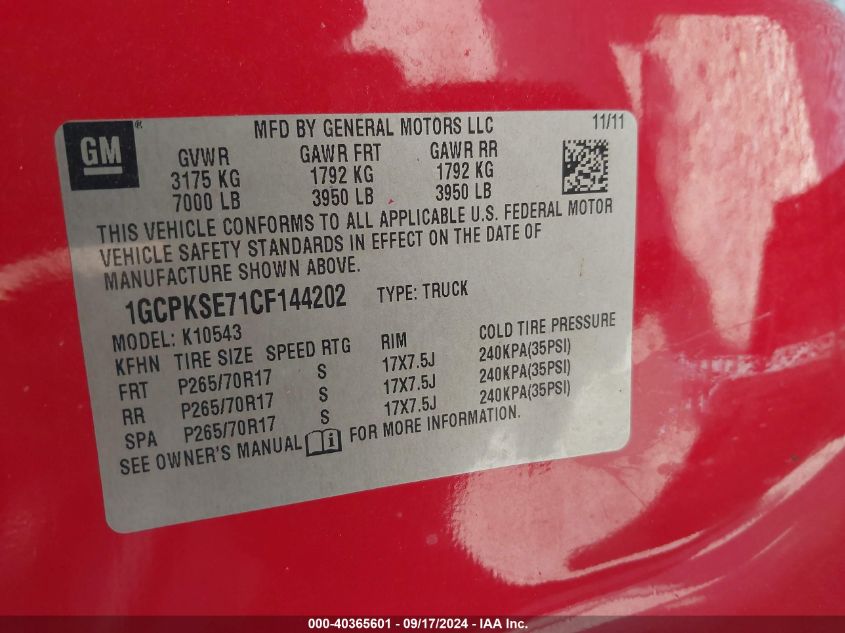 GM ®
MFD BY GENERAL MOTORS LLC 11/11
GVWR GAWR FRT GAWR RR
3175 KG 1792 KG 1792 KG
7000 LB 3950 LB 3950 LB
THIS VEHICLE CONFORMS TO ALL APPLICABLE U.S. FEDERAL MOTOR
VEHICLE SAFETY STANDARDS IN EFFECT ON THE DATE OF
MANUFACTURE SHOWN ABOVE.
1GCPKSE71CF144202 TYPE: TRUCK
MODEL: K10543
KFHN TIRE SIZE SPEED RTG RIM COLD TIRE PRESSURE
FRT P265/70R17 S 17X7.5J 240KPA(35PSI)
RR P265/70R17 S 17X7.5J 240KPA(35PSI)
SPA P265/70R17 S 17X7.5J 240KPA(35PSI)
SEE OWNER'S MANUAL i FOR MORE INFORMATION.
000-40365601 - 09/17/2024 - IAA Inc.